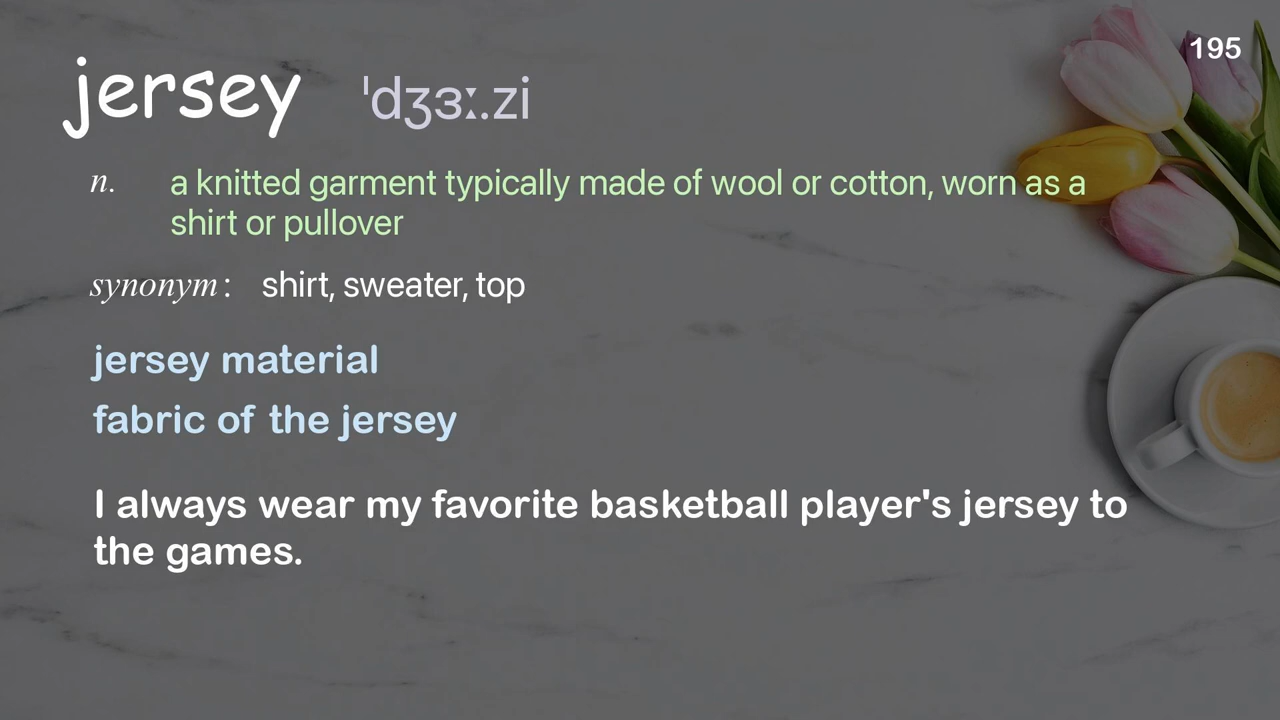 195
jersey ˈdʒɜː.zi
n. a knitted garment typically made of wool or cotton, worn as a
shirt or pullover
synonym: shirt, sweater, top
jersey material
fabric of the jersey
I always wear my favorite basketball player's jersey to
the games.